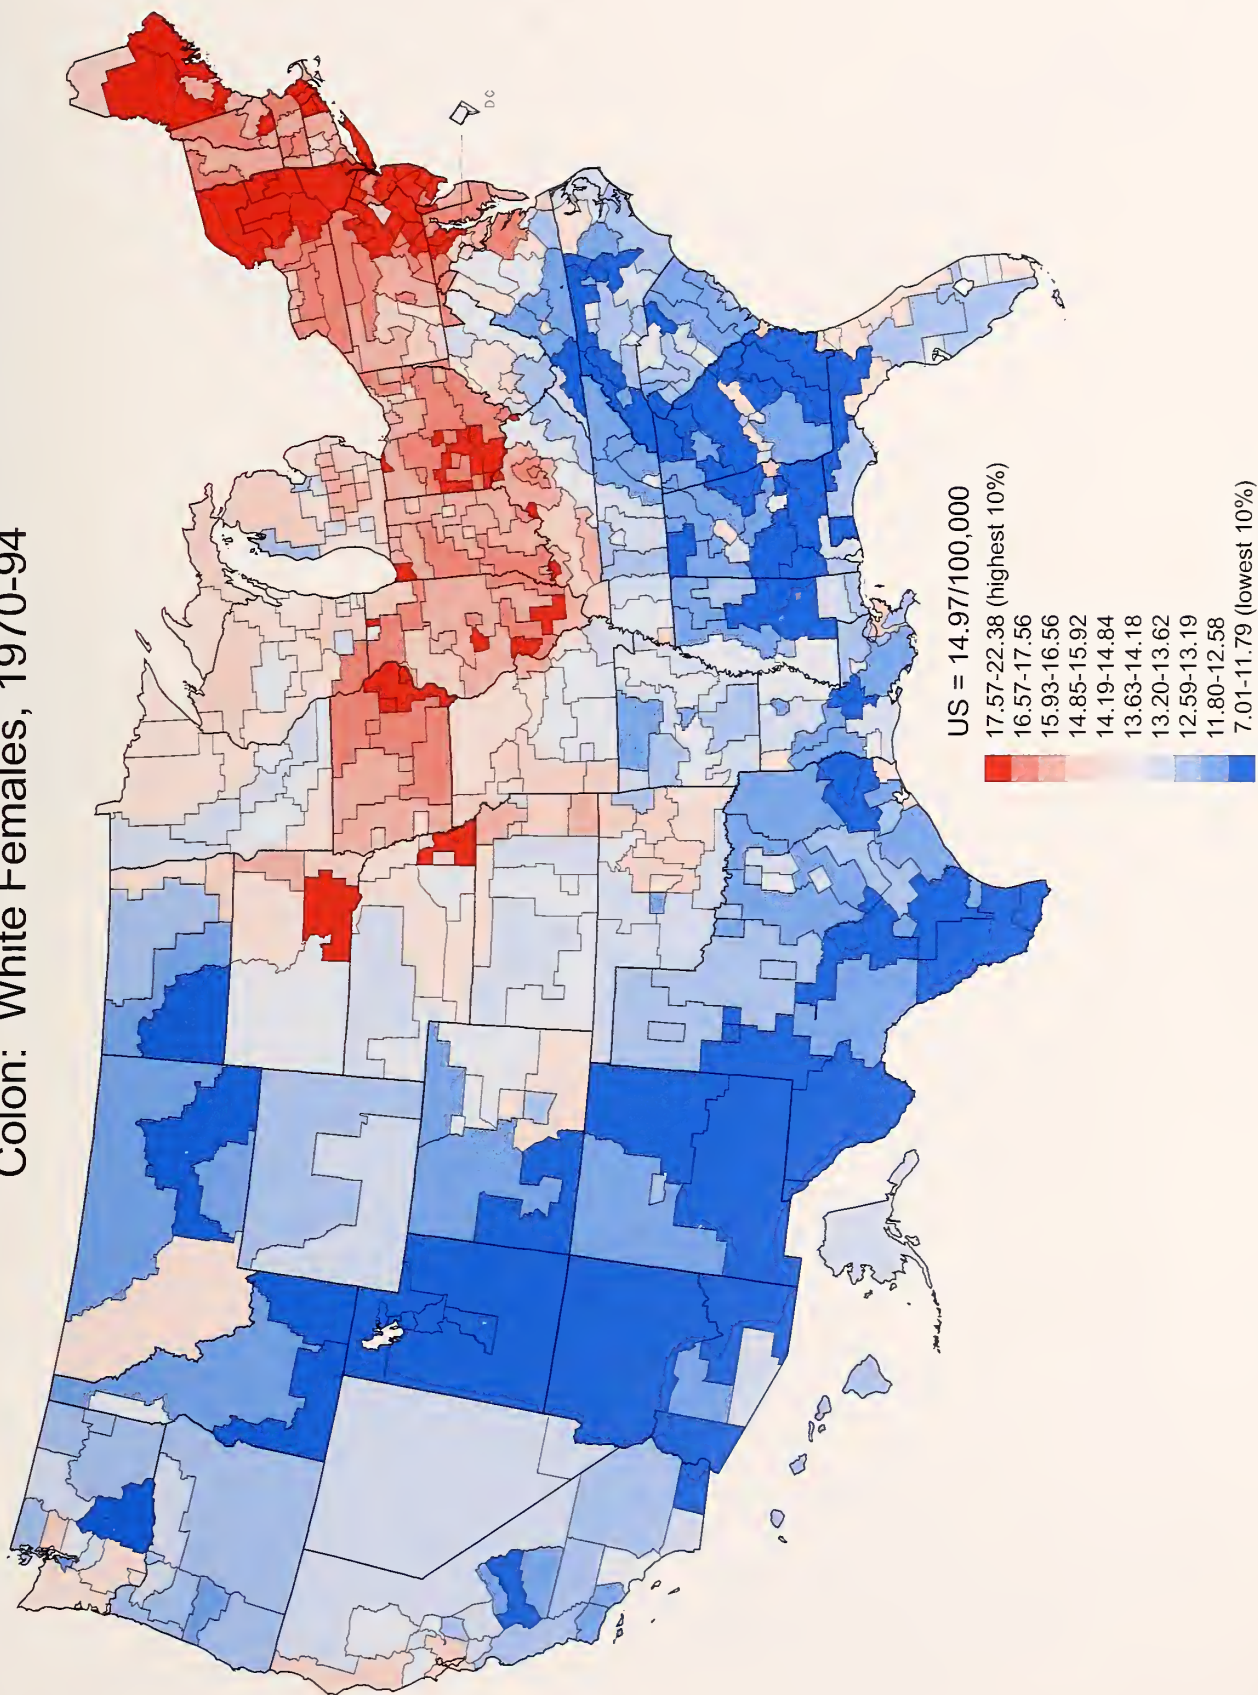 Colon: White Females, 1970-94
DC
US = 14.97/100,000
17.57-22.38 (highest 10%)
16.57-17.56
15.93-16.56
14.85-15.92
14.19-14.84
13.63-14.18
13.20-13.62
12.59-13.19
11.80-12.58
7.01-11.79 (lowest 10%)